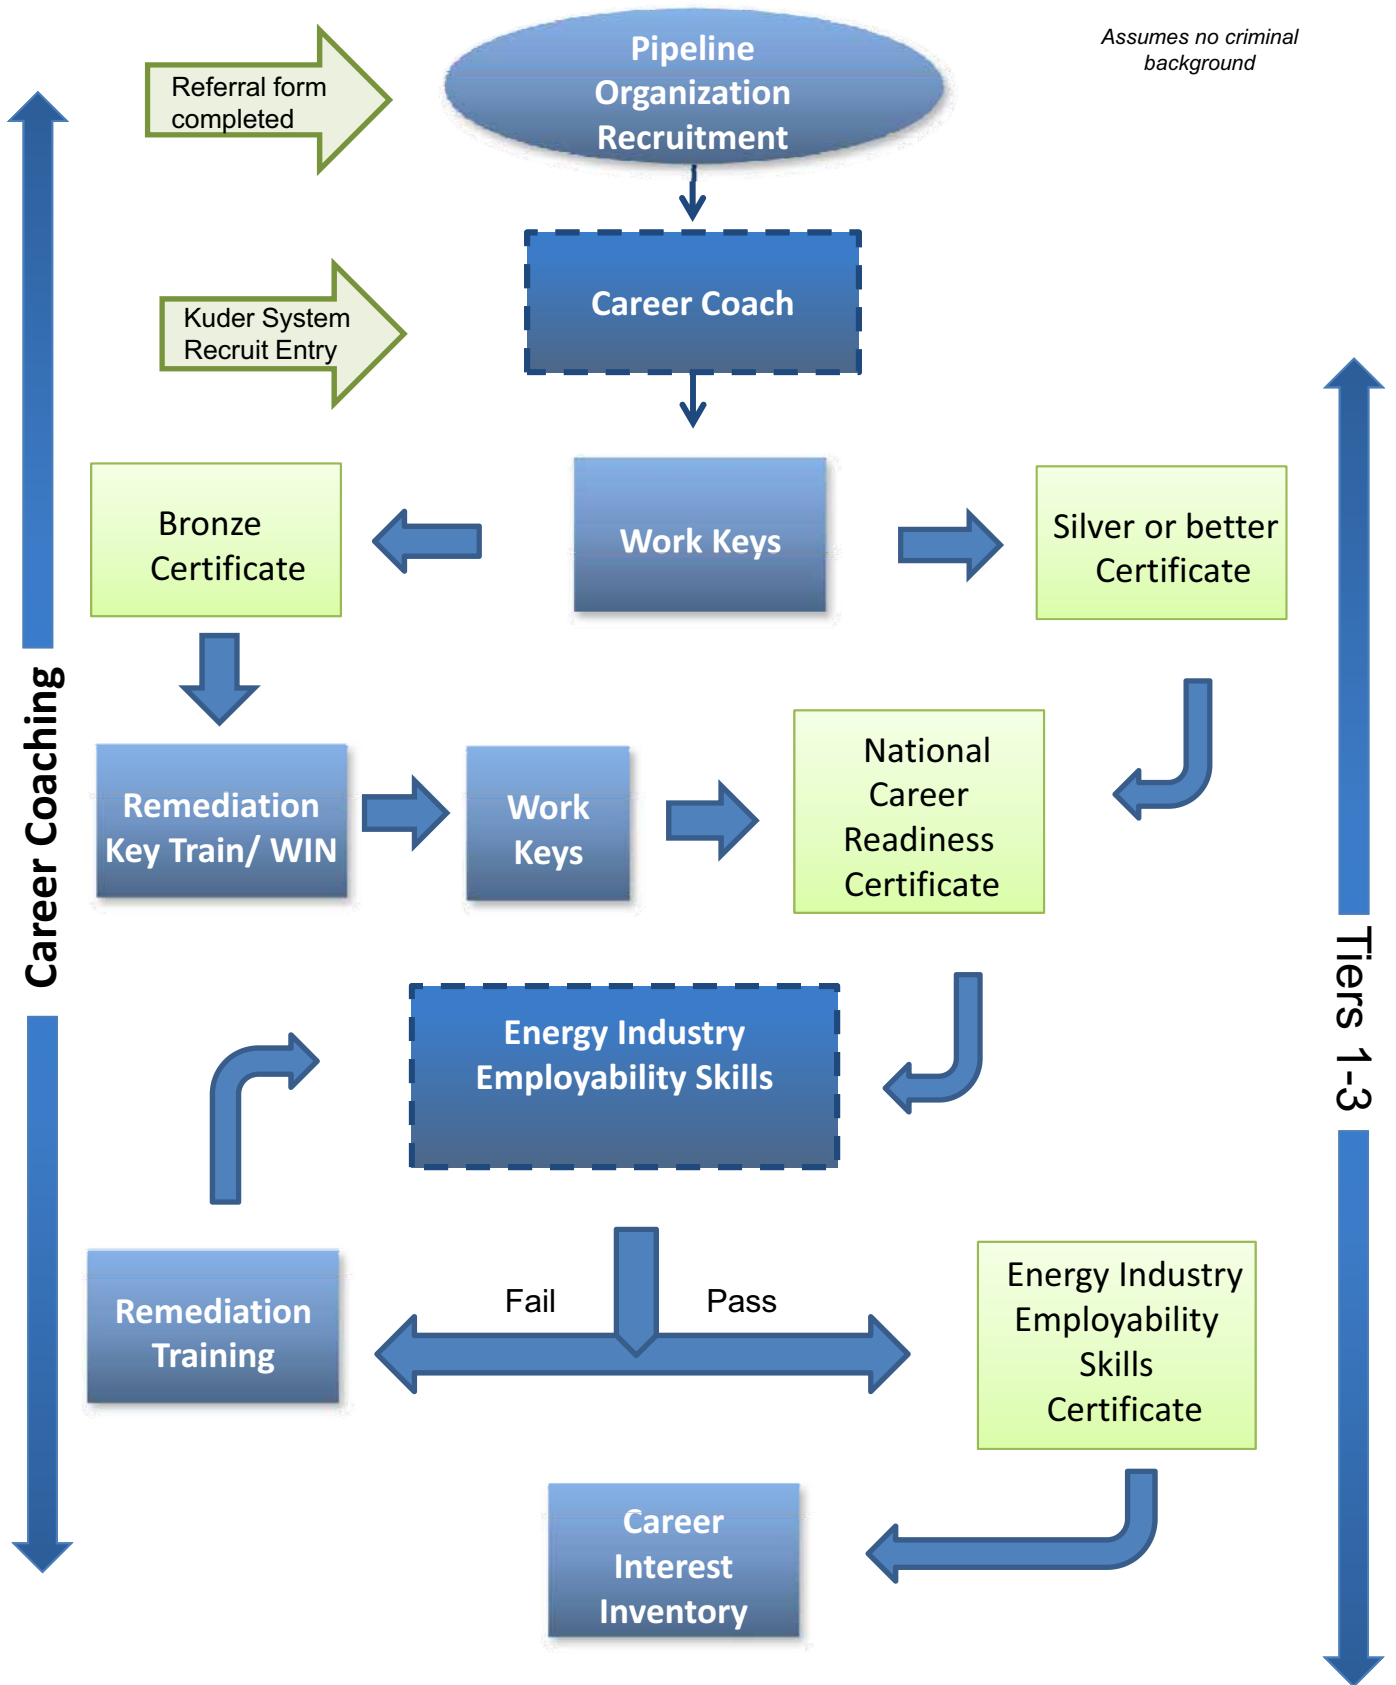 Pipeline
Organization
Recruitment
Assumes no criminal
background
Referral form
completed
Career Coach
Kuder System
Recruit Entry
Bronze
Certificate
Work Keys
Silver or better
Certificate
Career Coaching
Remediation
Key Train/ WIN
Work
Keys
National
Career
Readiness
Certificate
Tiers 1-3
Energy Industry
Employability Skills
Fail
Pass
Remediation
Training
Energy Industry
Employability
Skills
Certificate
Career
Interest
Inventory